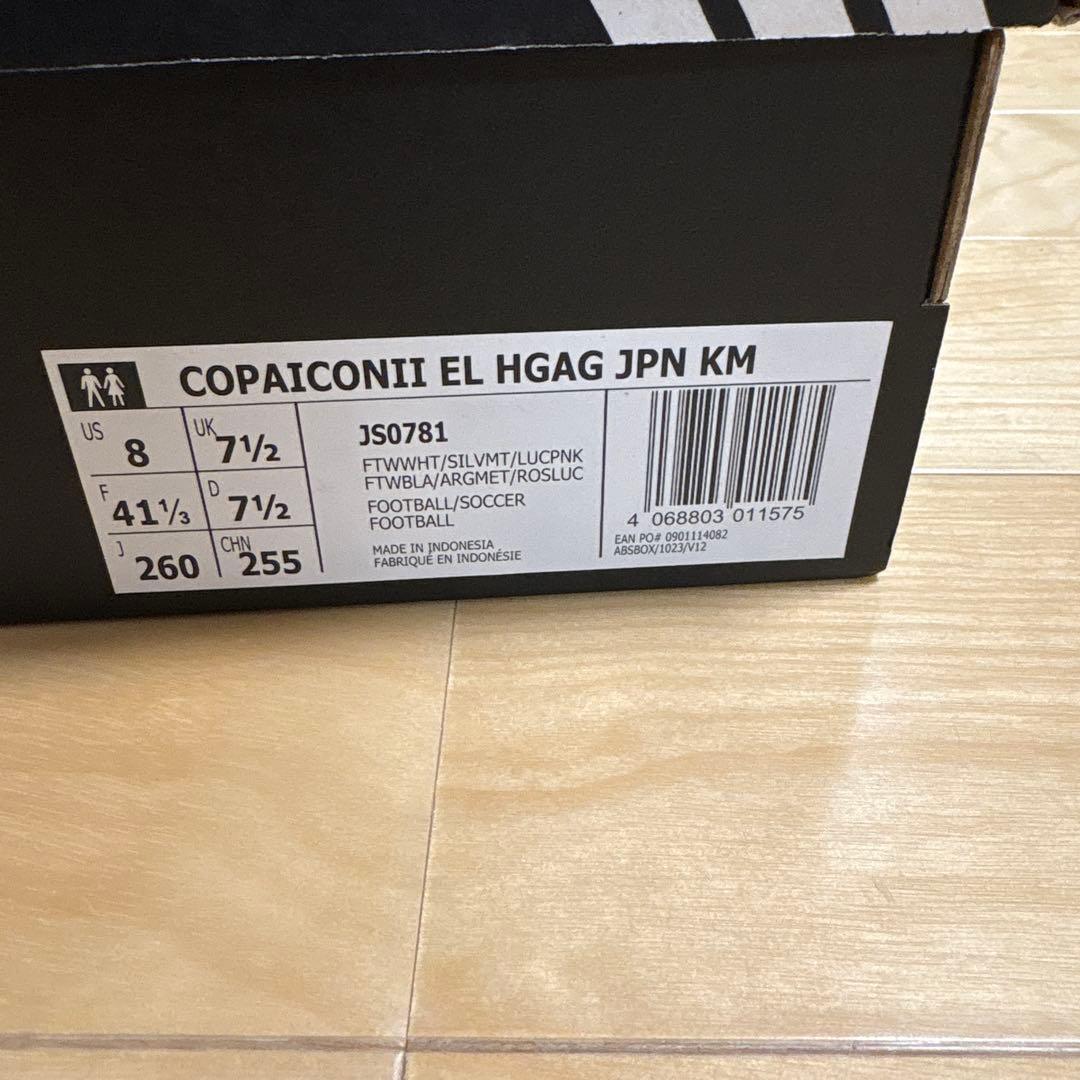 COPAICONII EL HGAG JPN KM
US 8 UK 7½
F 41⅓ D 7½
J 260 CHN 255
JS0781
FTWWHT/SILVMT/LUCPNK
FTWBLA/ARGMET/ROSLUC
FOOTBALL/SOCCER
FOOTBALL
MADE IN INDONESIA
FABRIQUÉ EN INDONÉSIE
4 068803 011575
EAN PO# 0901114082
ABSBOX/1023/V12